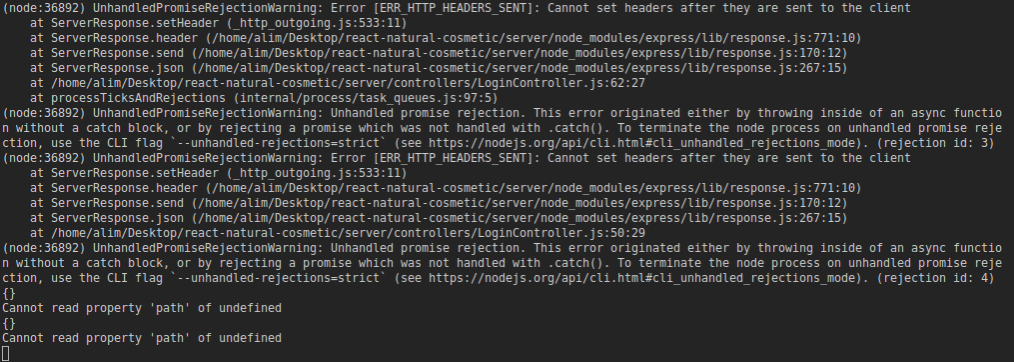 (node:36892) UnhandledPromiseRejectionWarning: Error [ERR_HTTP_HEADERS_SENT]: Cannot set headers after they are sent to the client
    at ServerResponse.setHeader (_http_outgoing.js:533:11)
    at ServerResponse.header (/home/alim/Desktop/react-natural-cosmetic/server/node_modules/express/lib/response.js:771:10)
    at ServerResponse.send (/home/alim/Desktop/react-natural-cosmetic/server/node_modules/express/lib/response.js:170:12)
    at ServerResponse.json (/home/alim/Desktop/react-natural-cosmetic/server/node_modules/express/lib/response.js:267:15)
    at /home/alim/Desktop/react-natural-cosmetic/server/controllers/LoginController.js:62:27
    at processTicksAndRejections (internal/process/task_queues.js:97:5)
(node:36892) UnhandledPromiseRejectionWarning: Unhandled promise rejection. This error originated either by throwing inside of an async functio
n without a catch block, or by rejecting a promise which was not handled with .catch(). To terminate the node process on unhandled promise reje
ction, use the CLI flag `--unhandled-rejections=strict` (see https://nodejs.org/api/cli.html#cli_unhandled_rejections_mode). (rejection id: 3)
(node:36892) UnhandledPromiseRejectionWarning: Error [ERR_HTTP_HEADERS_SENT]: Cannot set headers after they are sent to the client
    at ServerResponse.setHeader (_http_outgoing.js:533:11)
    at ServerResponse.header (/home/alim/Desktop/react-natural-cosmetic/server/node_modules/express/lib/response.js:771:10)
    at ServerResponse.send (/home/alim/Desktop/react-natural-cosmetic/server/node_modules/express/lib/response.js:170:12)
    at ServerResponse.json (/home/alim/Desktop/react-natural-cosmetic/server/node_modules/express/lib/response.js:267:15)
    at /home/alim/Desktop/react-natural-cosmetic/server/controllers/LoginController.js:50:29
(node:36892) UnhandledPromiseRejectionWarning: Unhandled promise rejection. This error originated either by throwing inside of an async functio
n without a catch block, or by rejecting a promise which was not handled with .catch(). To terminate the node process on unhandled promise reje
ction, use the CLI flag `--unhandled-rejections=strict` (see https://nodejs.org/api/cli.html#cli_unhandled_rejections_mode). (rejection id: 4)
{}
Cannot read property 'path' of undefined
{}
Cannot read property 'path' of undefined